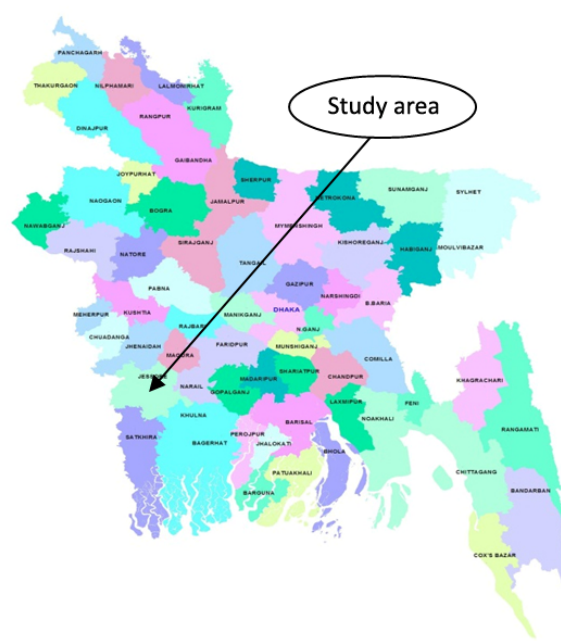 PANCHAGARH
THAKURGAON
NILPHAMARI
LALMONIRHAT
KURIGRAM
RANGPUR
DINAJPUR
Study area
GAIBANDHA
JOYPURHAT
SHERPUR
SUNAMGANJ
SYLHET
NAOGAON
BOGRA
JAMALPUR
NETROKONA
NAWABGANJ
MYMENSHINGH
RAJSHAHI
NATORE
SIRAJGANJ
KISHOREGANJ
HABIGANJ
MOULVIBAZAR
TANGAIL
PABNA
GAZIPUR
NARSHINGDI
B.BARIA
MEHERPUR
KUSHTIA
MANIKGANJ
DHAKA
CHUADANGA
RAJBARI
N.GANJ
JHENAIDAH
FARIDPUR
MUNSHIGANJ
COMILLA
MAGURA
JESSORE
NARAIL
GOPALGANJ
MADARIPUR
SHARIATPUR
CHANDPUR
KHAGRACHARI
LAXMIPUR
FENI
NOAKHALI
RANGAMATI
KHULNA
BARISAL
SATKHIRA
BAGERHAT
PEROJPUR
JHALOKATI
BHOLA
PATUAKHALI
BARGUNA
CHITTAGANG
BANDARBAN
COX'S BAZAR